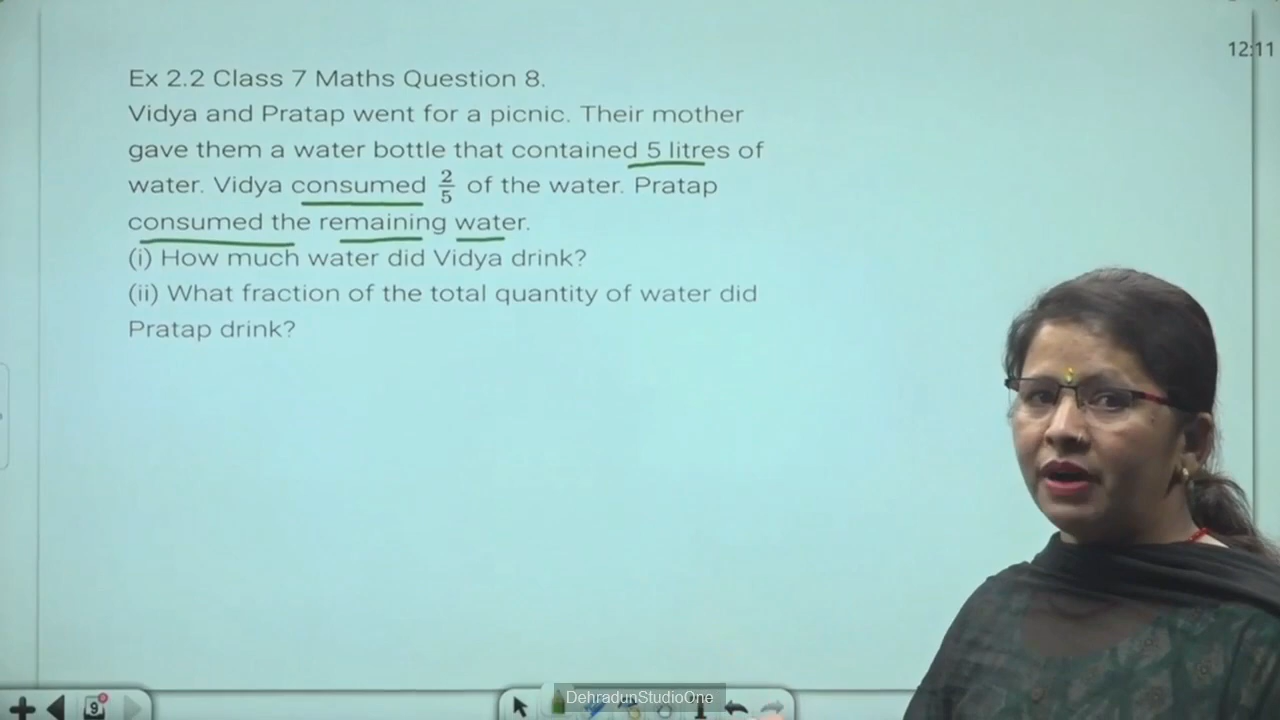 12:11
Ex 2.2 Class 7 Maths Question 8.
Vidya and Pratap went for a picnic. Their mother
gave them a water bottle that contained 5 litres of
water. Vidya consumed 2/5 of the water. Pratap
consumed the remaining water.
(i) How much water did Vidya drink?
(ii) What fraction of the total quantity of water did
Pratap drink?
9
DehradunStudioOne